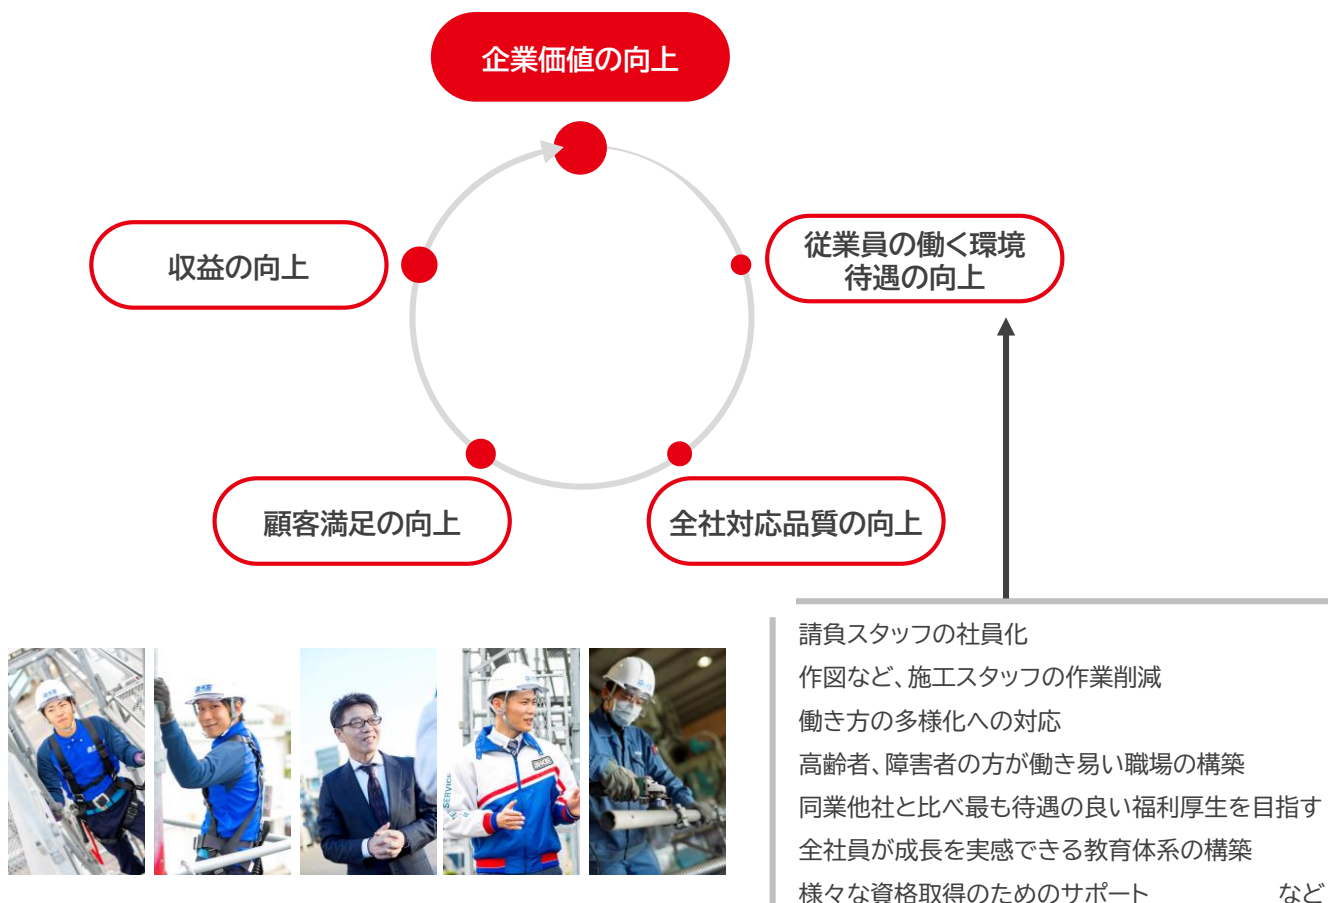 企業価値の向上
従業員の働く環境
待遇の向上
収益の向上
顧客満足の向上
全社対応品質の向上
請負スタッフの社員化
作図など、施工スタッフの作業削減
働き方の多様化への対応
高齢者、障害者の方が働き易い職場の構築
同業他社と比べ最も待遇の良い福利厚生を目指す
全社員が成長を実感できる教育体系の構築
様々な資格取得のためのサポート など